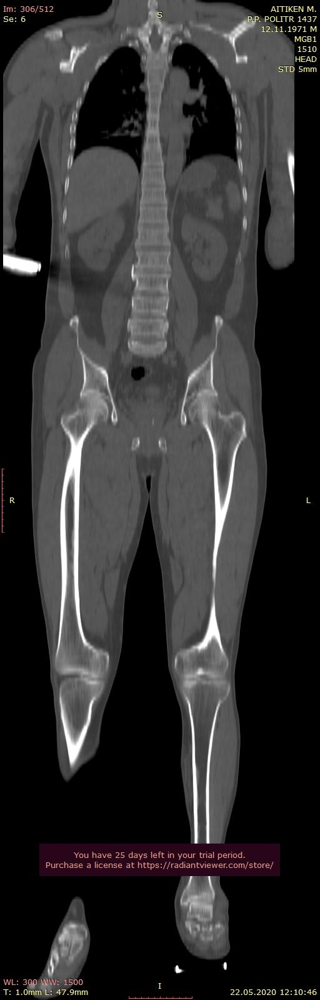 Im: 306/512
Se: 6
S
AITIKEN M.
P.P. POLITR 1437
12.11.1971 M
MGB1
1510
HEAD
STD 5mm
R
L
You have 25 days left in your trial period.
Purchase a license at https://radiantviewer.com/store/
WL: 300 WW: 1500
T: 1.0mm L: 47.9mm
I
22.05.2020 12:10:46